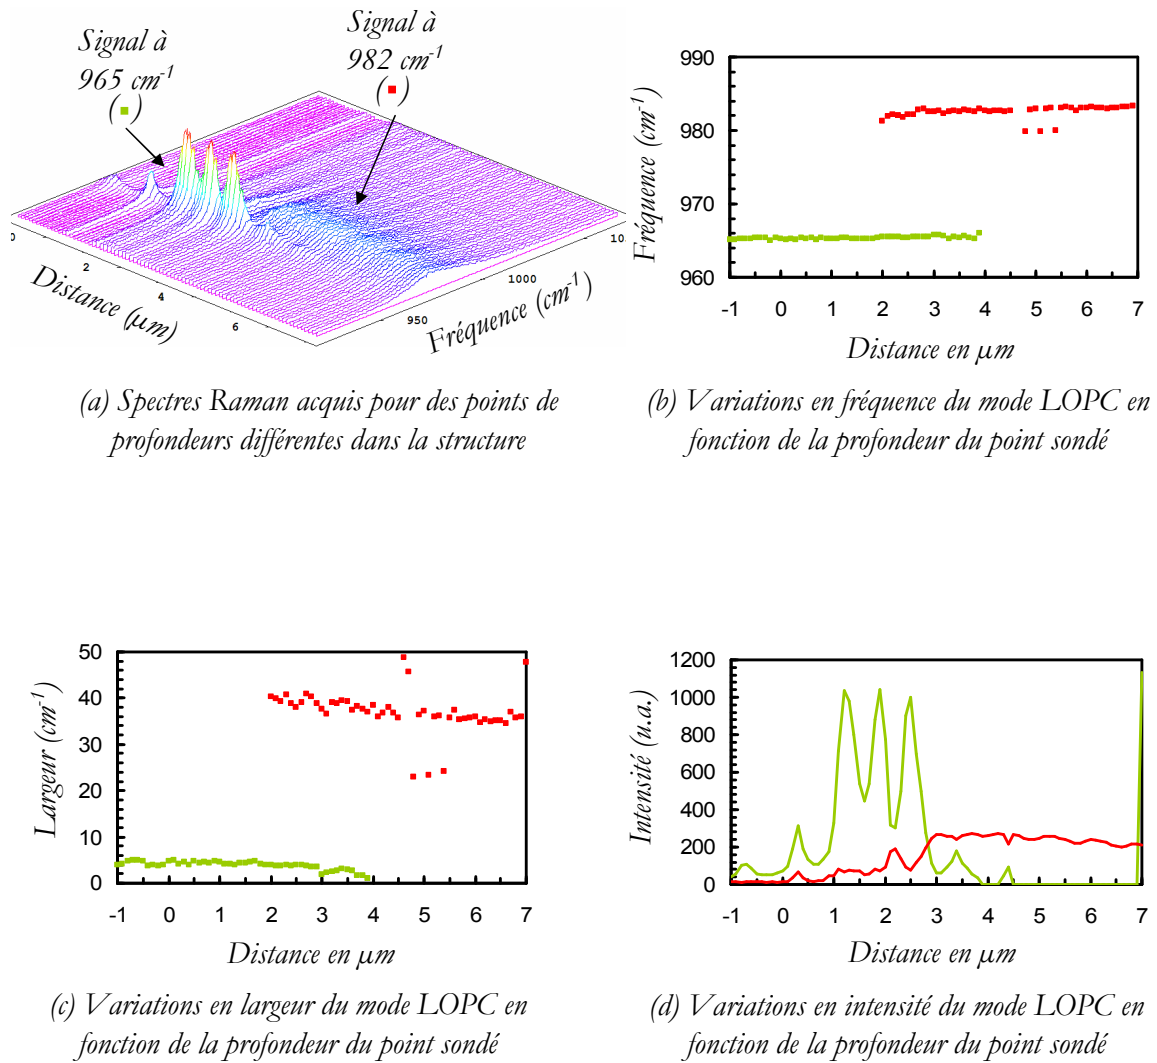 Signal à
965 cm-1
( )
Signal à
982 cm-1
( )
2
4
6
Distance (µm)
950
1000
10
Fréquence (cm-1)
(a) Spectres Raman acquis pour des points de
profondeurs différentes dans la structure
990
980
970
960
Fréquence (cm-1)
-1 0 1 2 3 4 5 6 7
Distance en µm
(b) Variations en fréquence du mode LOPC en
fonction de la profondeur du point sondé
50
40
30
20
10
0
Largeur (cm-1)
-1 0 1 2 3 4 5 6 7
Distance en µm
(c) Variations en largeur du mode LOPC en
fonction de la profondeur du point sondé
1200
1000
800
600
400
200
0
Intensité (u.a.)
-1 0 1 2 3 4 5 6 7
Distance en µm
(d) Variations en intensité du mode LOPC en
fonction de la profondeur du point sondé